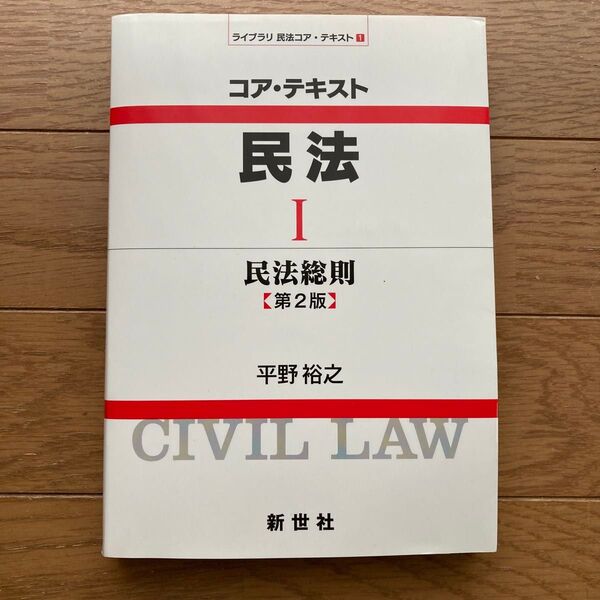 ライブラリ 民法コア・テキスト 1
コア・テキスト
民法
I
民法総則
【第2版】
平野裕之
CIVIL LAW
新世社